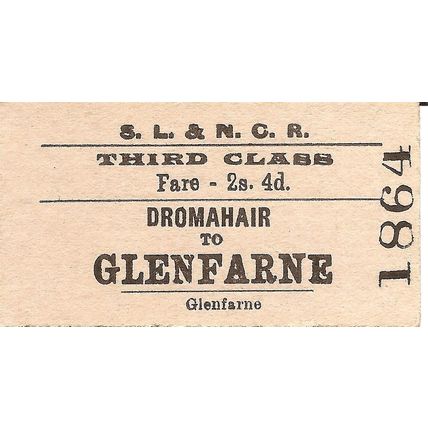 S. L. & N. C. R.
THIRD CLASS
Fare - 2s. 4d.
DROMAHAIR
TO
GLENFARNE
Glenfarne
1864